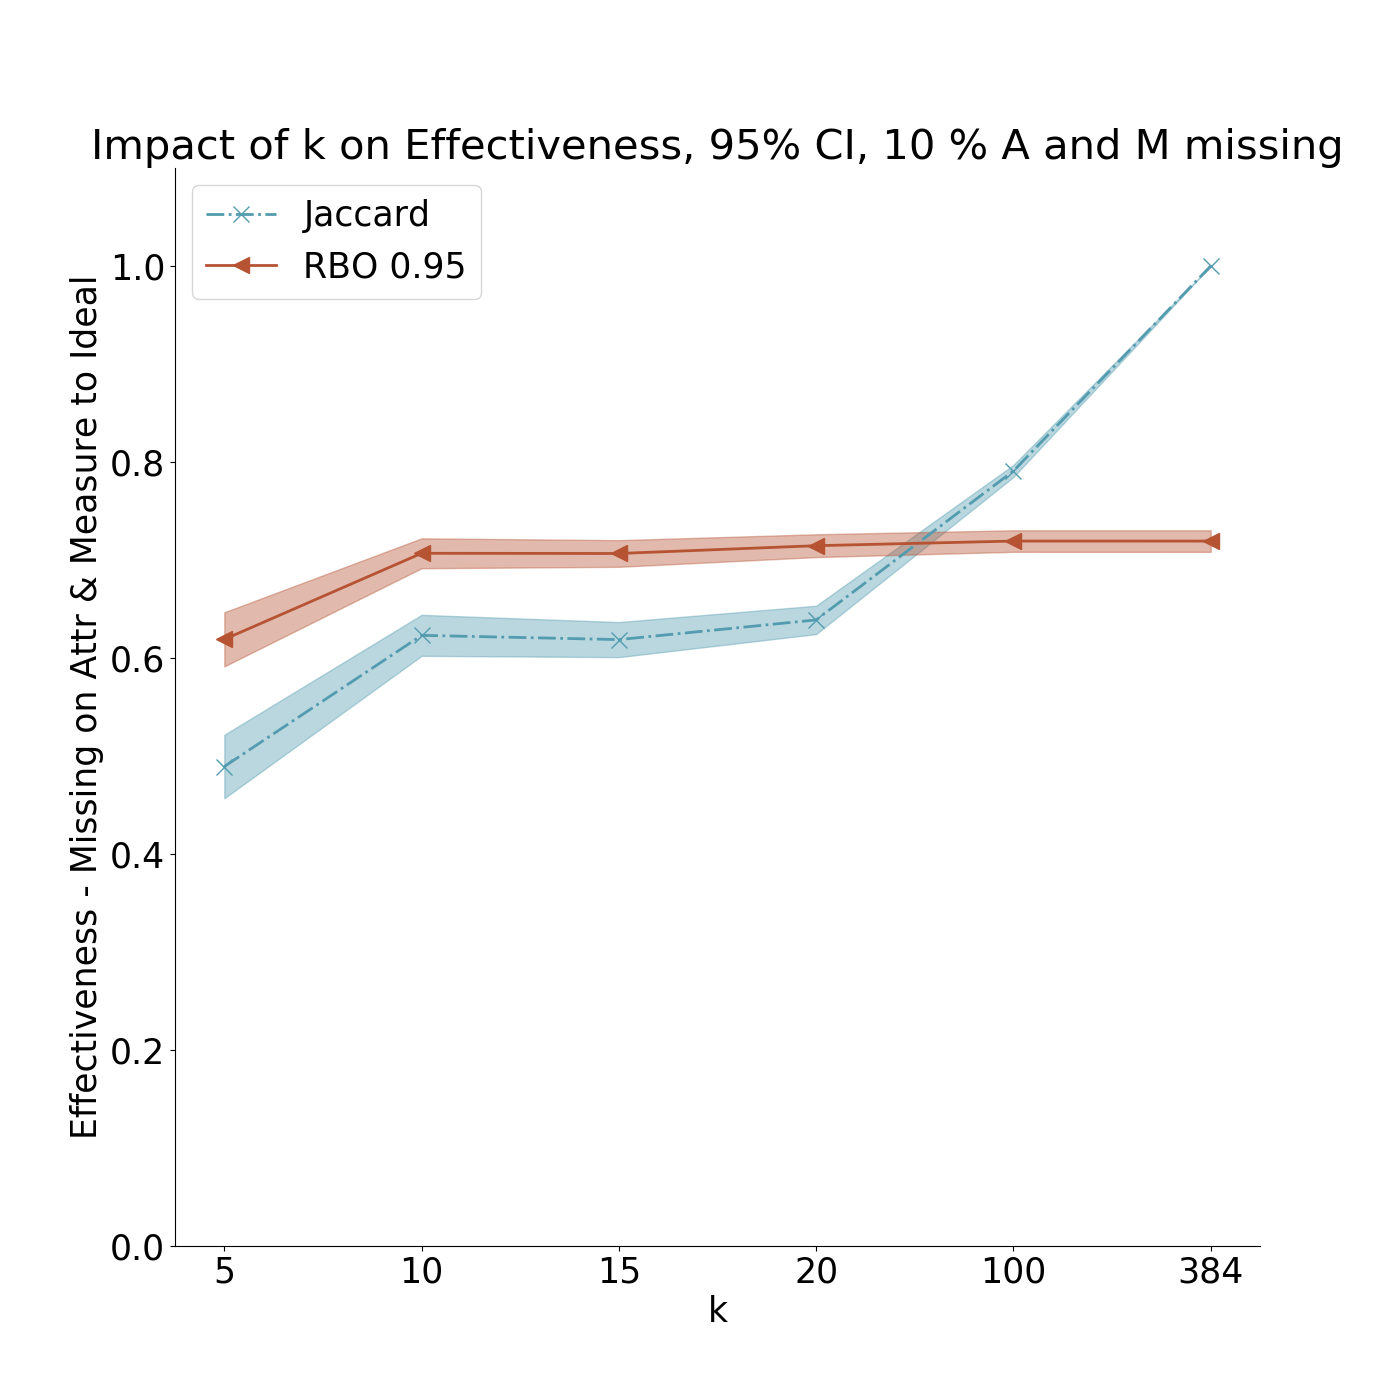 Impact of k on Effectiveness, 95% CI, 10 % A and M missing
Jaccard
RBO 0.95
Effectiveness - Missing on Attr & Measure to Ideal
1.0
0.8
0.6
0.4
0.2
0.0
5 10 15 20 100 384
k